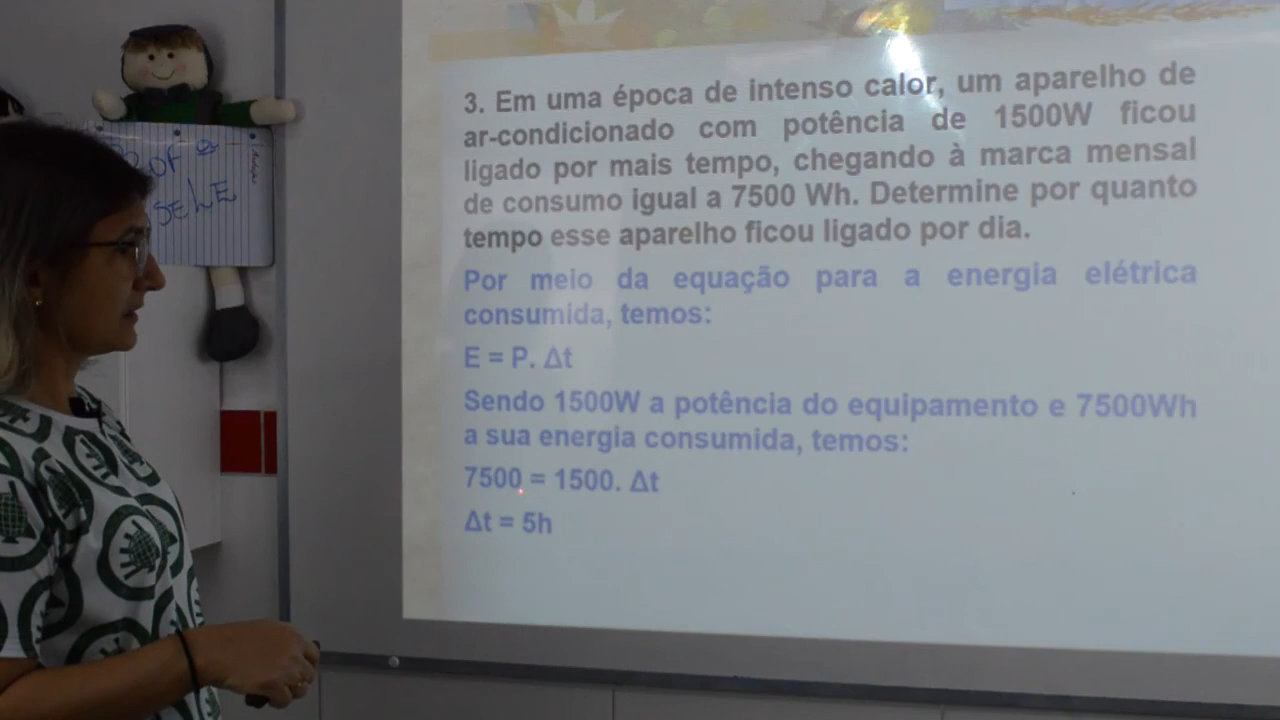 OF
SELE
3. Em uma época de intenso calor, um aparelho de
ar-condicionado com potência de 1500W ficou
ligado por mais tempo, chegando à marca mensal
de consumo igual a 7500 Wh. Determine por quanto
tempo esse aparelho ficou ligado por dia.
Por meio da equação para a energia elétrica
consumida, temos:
E = P. Δt
Sendo 1500W a potência do equipamento e 7500Wh
a sua energia consumida, temos:
7500 = 1500. Δt
Δt = 5h